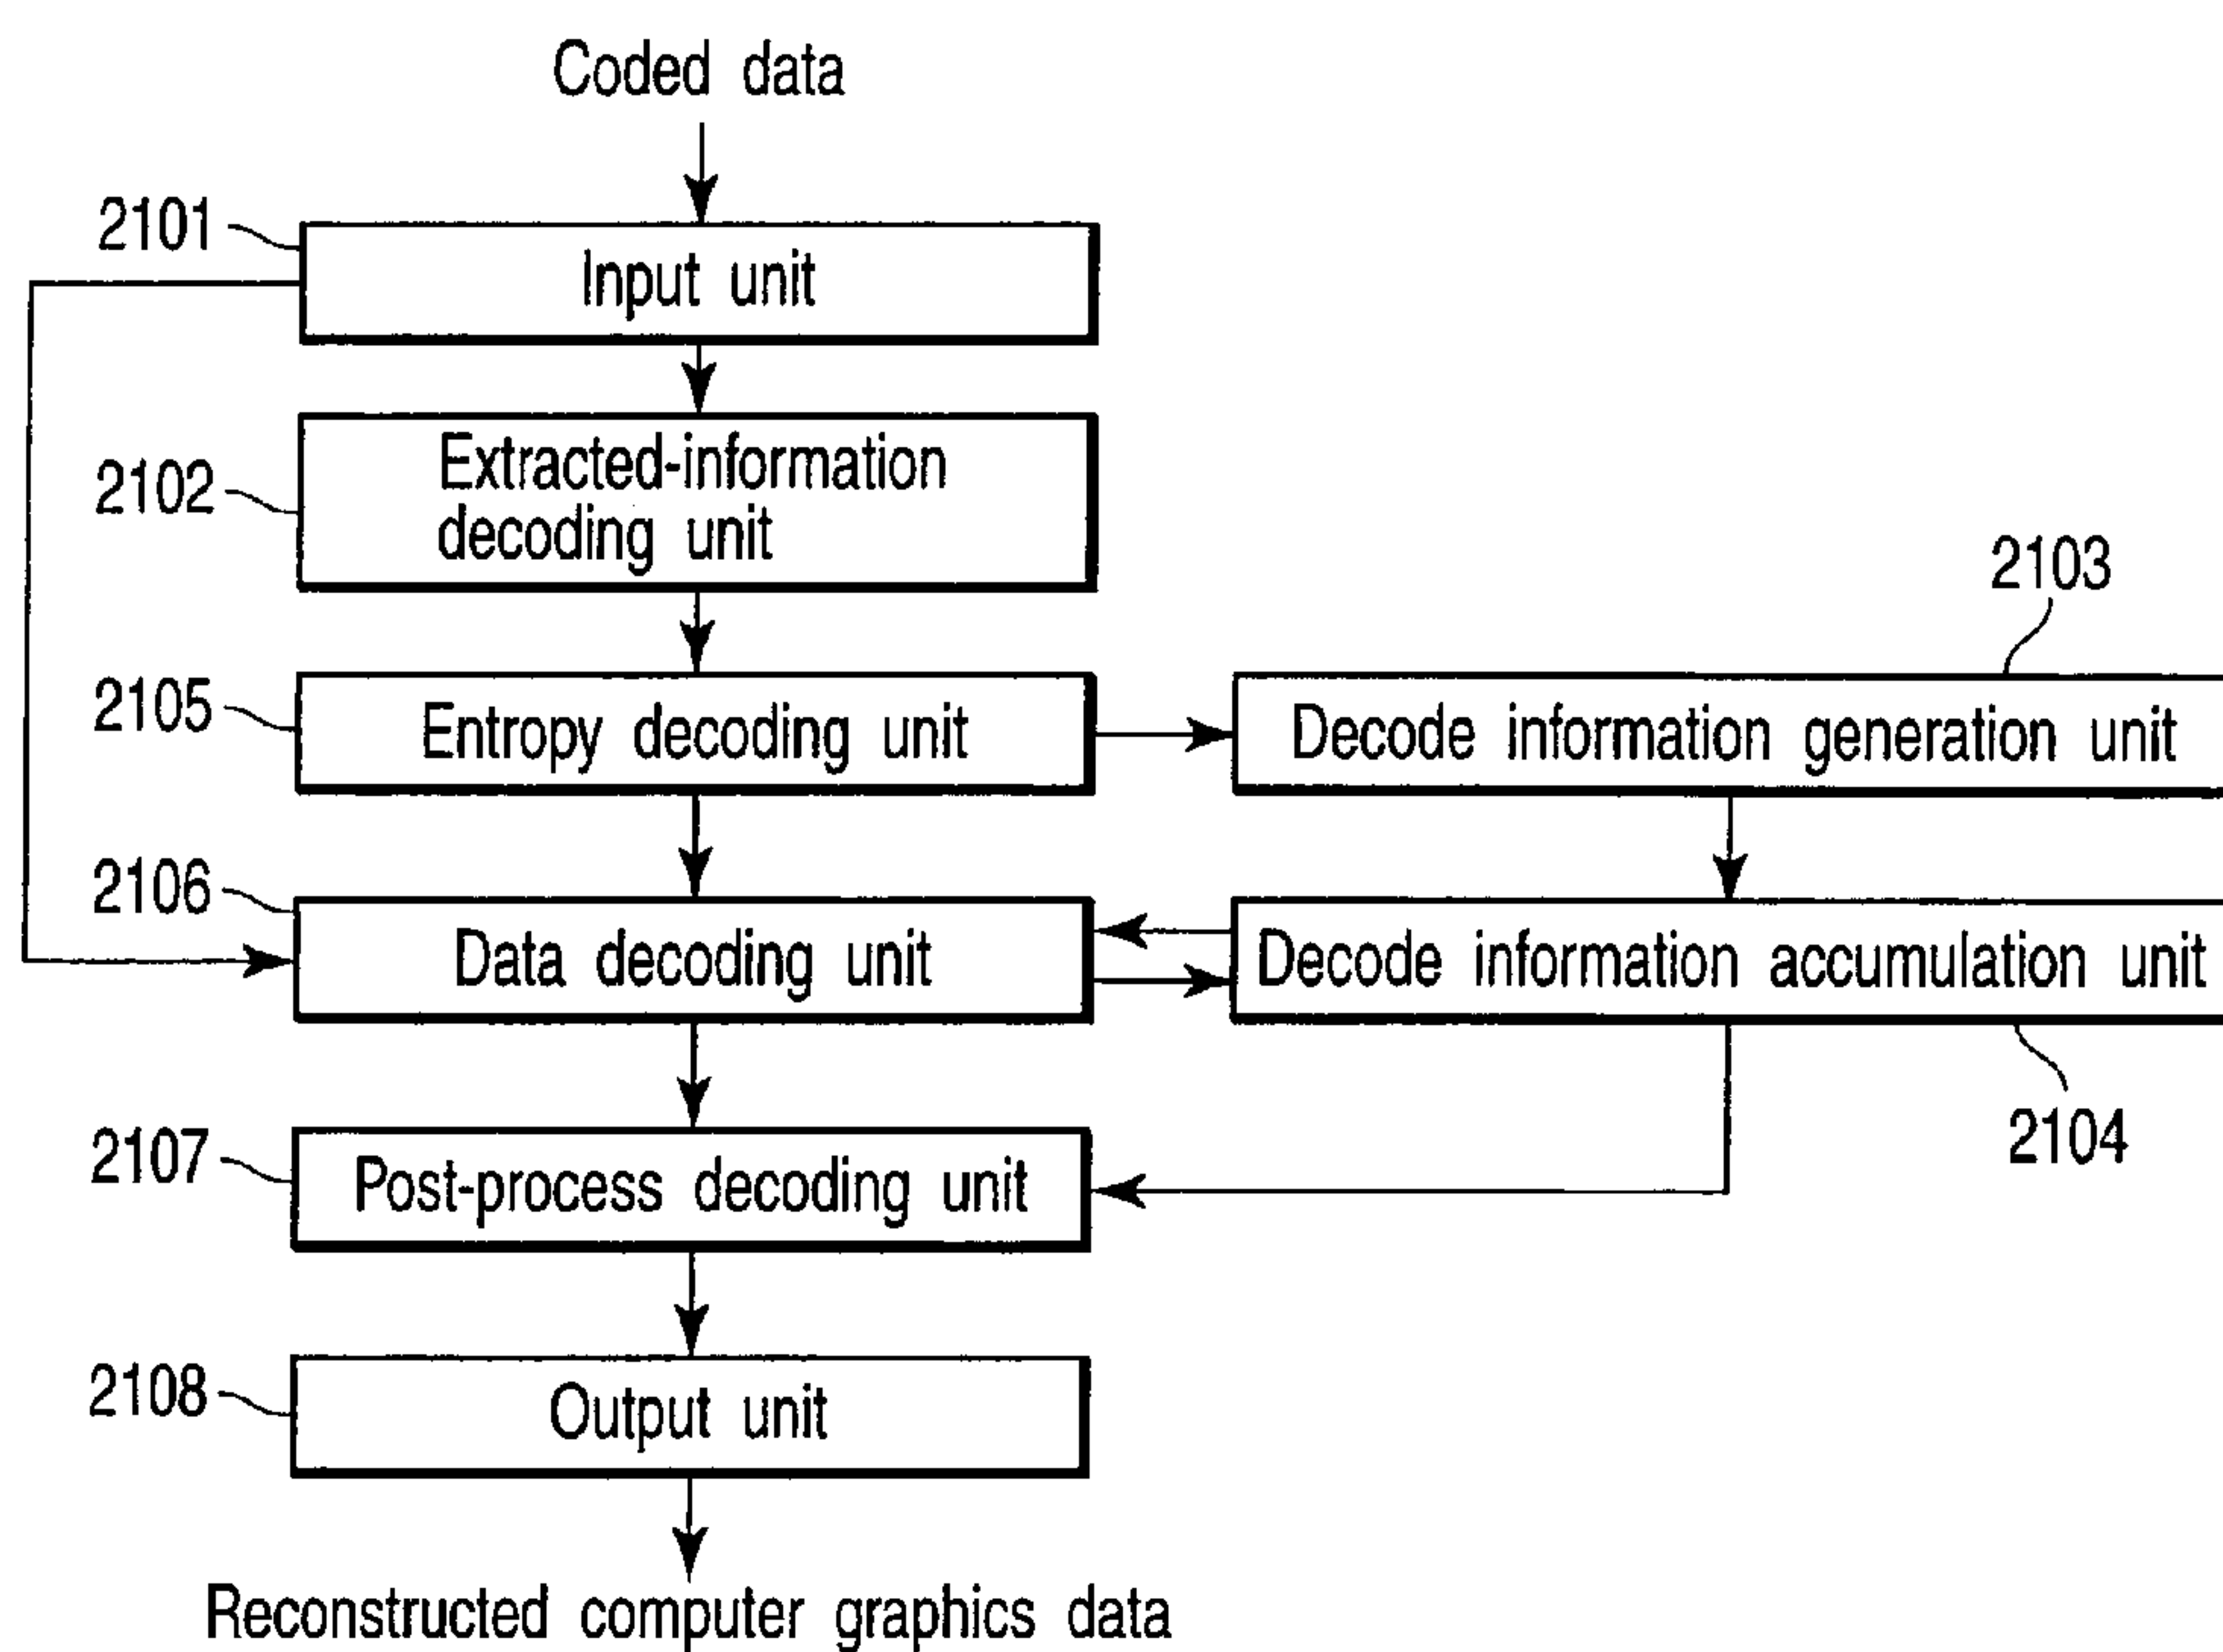 Coded data
2101
Input unit
2102
Extracted-information
decoding unit
2103
2105
Entropy decoding unit
Decode information generation unit
2106
Data decoding unit
Decode information accumulation unit
2104
2107
Post-process decoding unit
2108
Output unit
Reconstructed computer graphics data